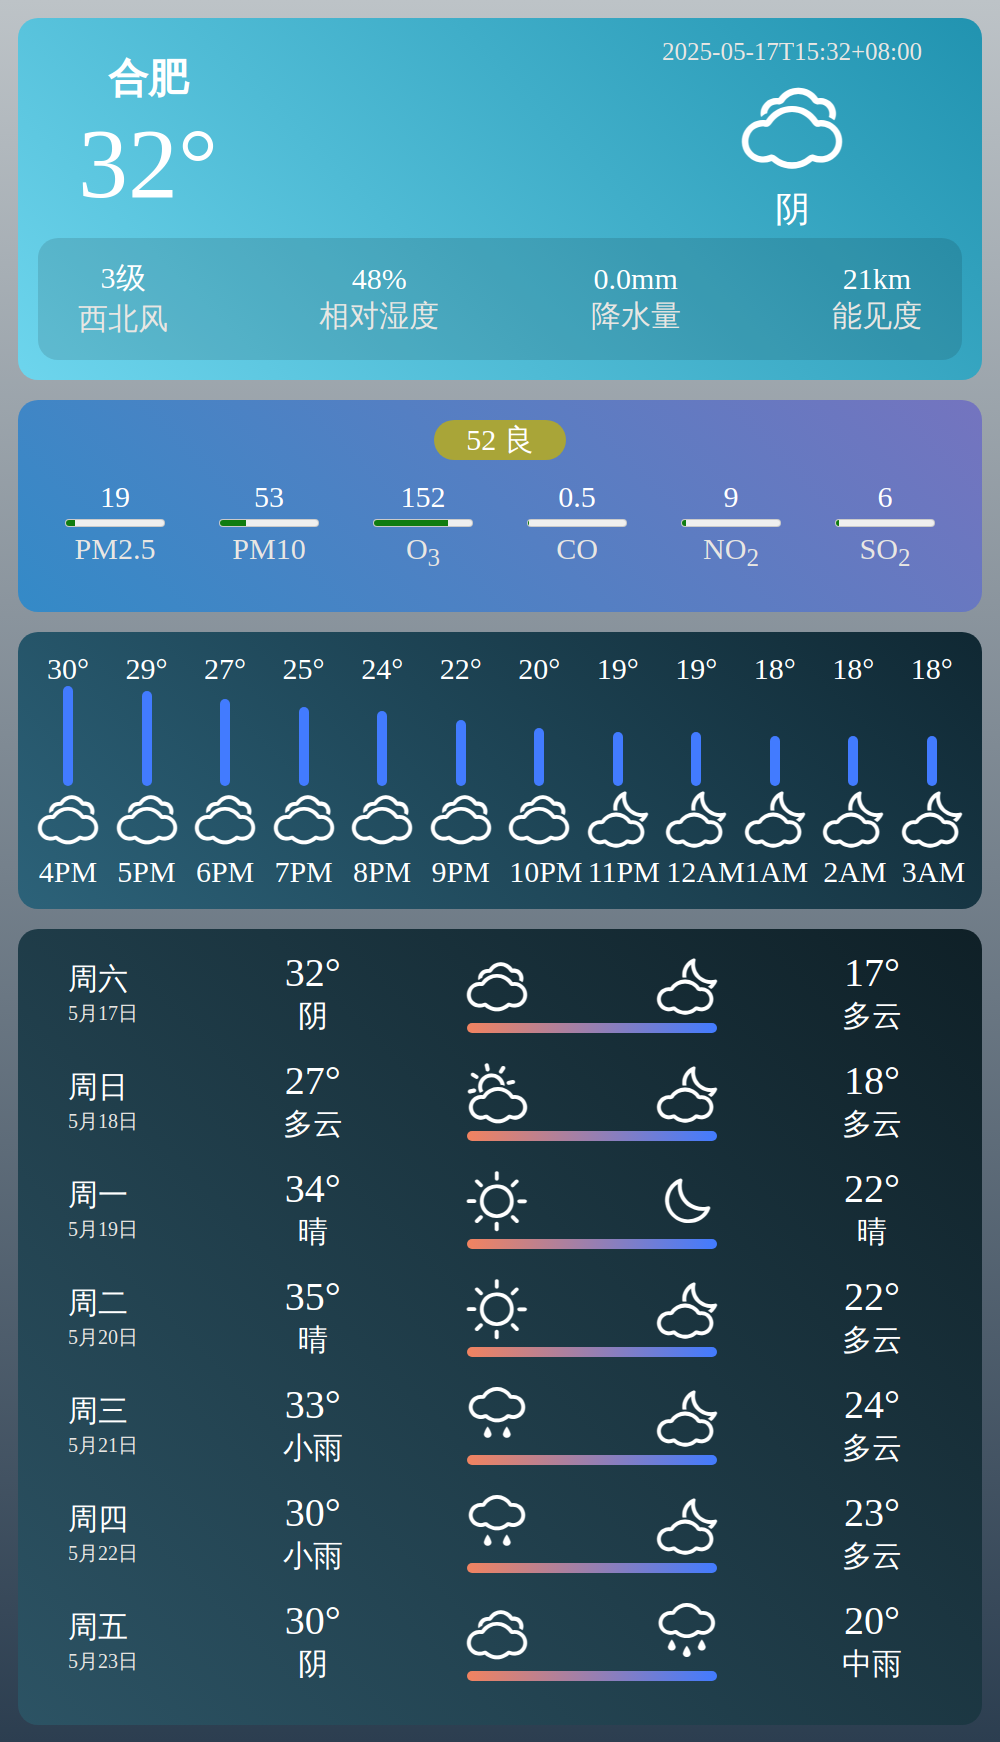 2025-05-17T15:32+08:00
合肥
32°
阴
3级 48% 0.0mm 21km
西北风 相对湿度 降水量 能见度
52 良
19 53 152 0.5 9 6
PM2.5 PM10 O3 CO NO2 SO2
30° 29° 27° 25° 24° 22° 20° 19° 19° 18° 18° 18°
4PM 5PM 6PM 7PM 8PM 9PM 10PM 11PM 12AM 1AM 2AM 3AM
周六 32° 17°
5月17日 阴 多云
周日 27° 18°
5月18日 多云 多云
周一 34° 22°
5月19日 晴 晴
周二 35° 22°
5月20日 晴 多云
周三 33° 24°
5月21日 小雨 多云
周四 30° 23°
5月22日 小雨 多云
周五 30° 20°
5月23日 阴 中雨